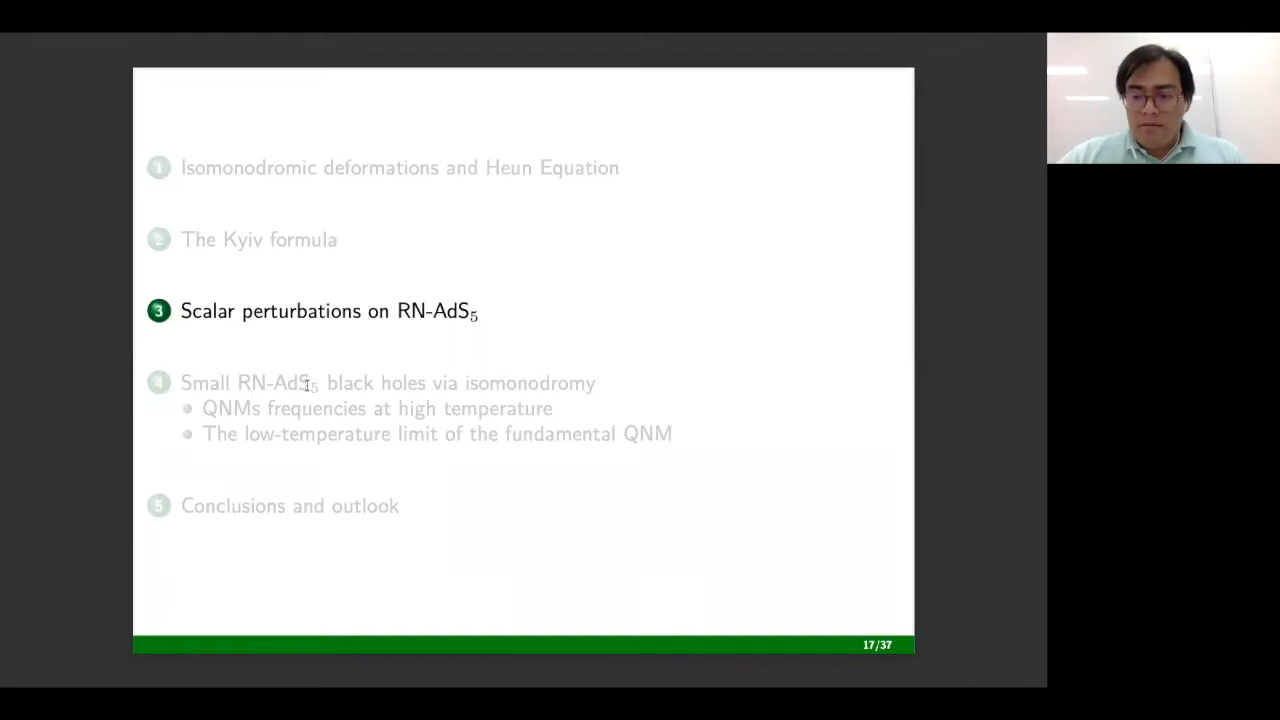 1 Isomonodromic deformations and Heun Equation
2 The Kyiv formula
3 Scalar perturbations on RN-AdS₅
4 Small RN-AdS₅ black holes via isomonodromy
QNMs frequencies at high temperature
The low-temperature limit of the fundamental QNM
5 Conclusions and outlook
17/37